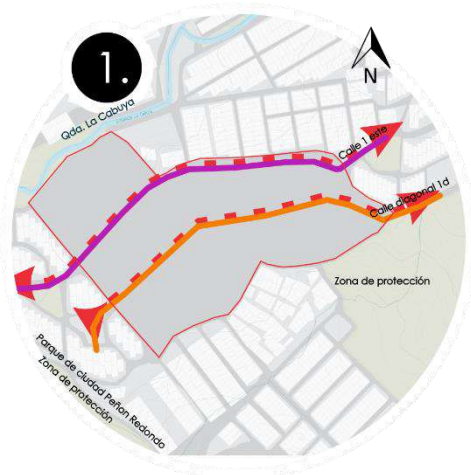 1.
N
Qda. La Cabuya
Calle 1 este
Calle diagonal 1d
Zona de protección
Parque de ciudad Peñon Redondo
Zona de protección